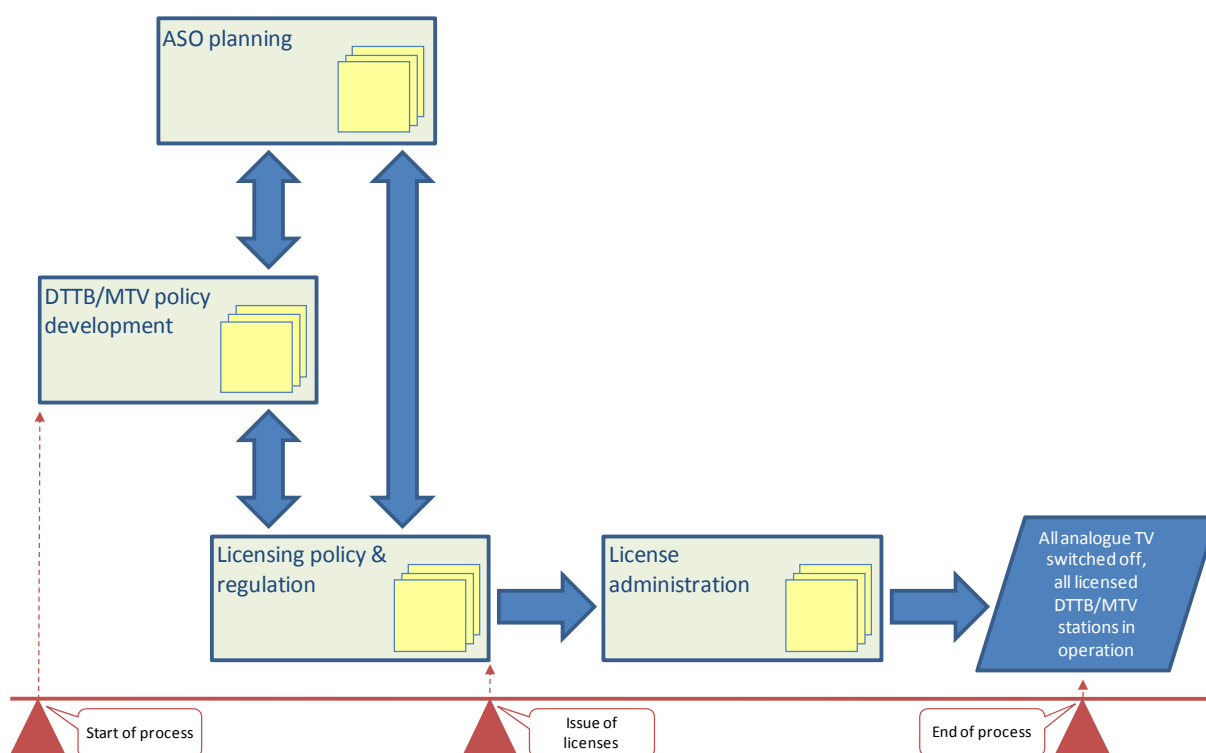 ASO planning
DTTB/MTV policy
development
Licensing policy &
regulation
License
administration
All analogue TV
switched off,
all licensed
DTTB/MTV
stations in
operation
Start of process
Issue of
licenses
End of process